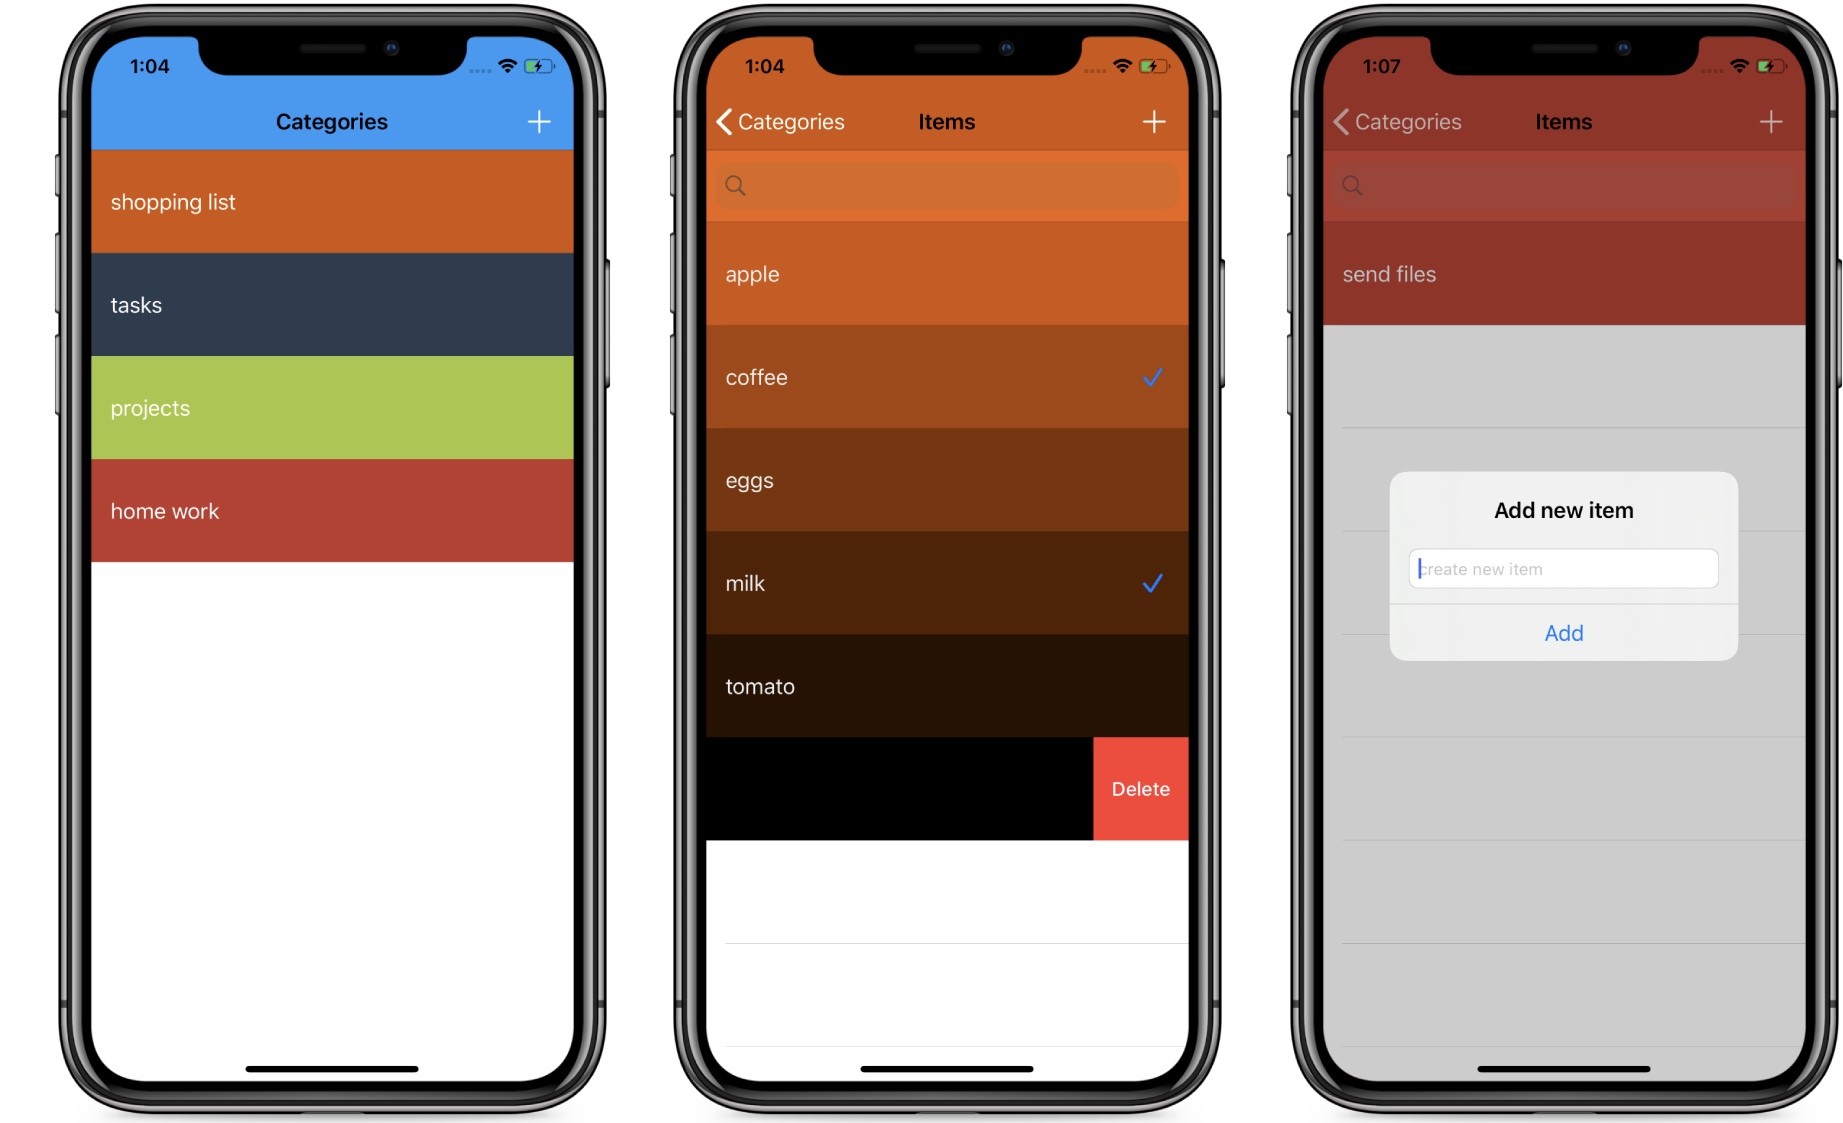 1:04
Categories
shopping list
tasks
projects
home work
1:04
Categories
Items
apple
coffee
eggs
milk
tomato
Delete
1:07
Categories
Items
send files
Add new item
create new item
Add